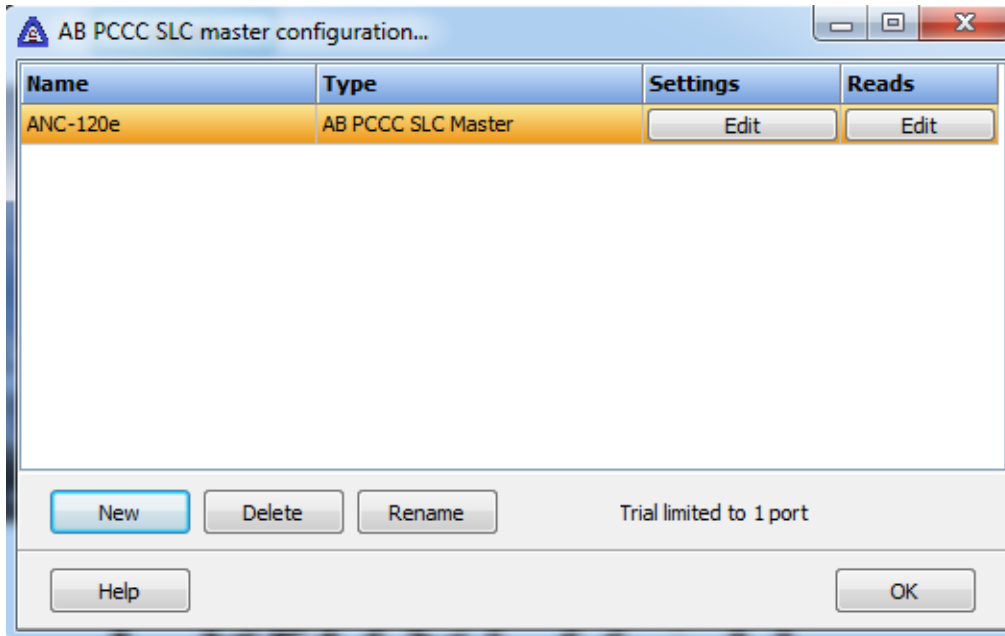 AB PCCC SLC master configuration...
Name Type Settings Reads
ANC-120e AB PCCC SLC Master Edit Edit
New Delete Rename Trial limited to 1 port
Help OK